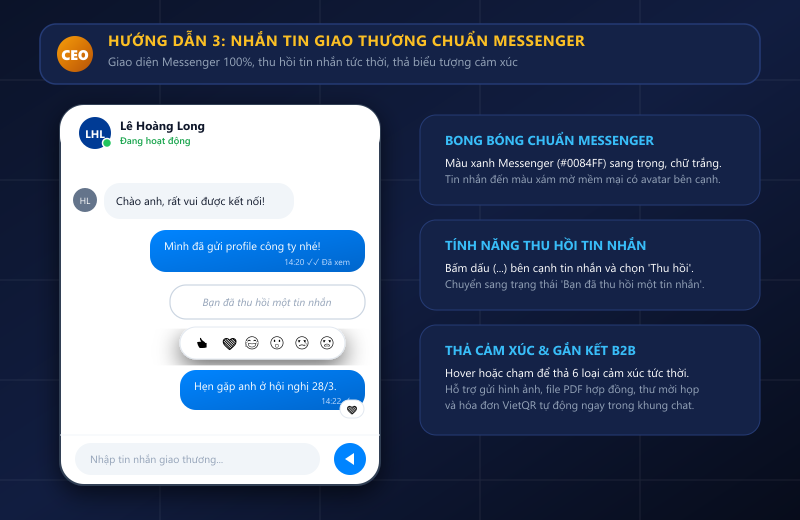 CEO
HƯỚNG DẪN 3: NHẮN TIN GIAO THƯƠNG CHUẨN MESSENGER
Giao diện Messenger 100%, thu hồi tin nhắn tức thời, thả biểu tượng cảm xúc
LHL
Lê Hoàng Long
Đang hoạt động
HL
Chào anh, rất vui được kết nối!
Mình đã gửi profile công ty nhé!
14:20 ✓✓ Đã xem
Bạn đã thu hồi một tin nhắn
Hẹn gặp anh ở hội nghị 28/3.
14:22
Nhập tin nhắn giao thương...
BONG BÓNG CHUẨN MESSENGER
Màu xanh Messenger (#0084FF) sang trọng, chữ trắng.
Tin nhắn đến màu xám mờ mềm mại có avatar bên cạnh.
TÍNH NĂNG THU HỒI TIN NHẮN
Bấm dấu (...) bên cạnh tin nhắn và chọn 'Thu hồi'.
Chuyển sang trạng thái 'Bạn đã thu hồi một tin nhắn'.
THẢ CẢM XÚC & GẮN KẾT B2B
Hover hoặc chạm để thả 6 loại cảm xúc tức thời.
Hỗ trợ gửi hình ảnh, file PDF hợp đồng, thư mời họp
và hóa đơn VietQR tự động ngay trong khung chat.